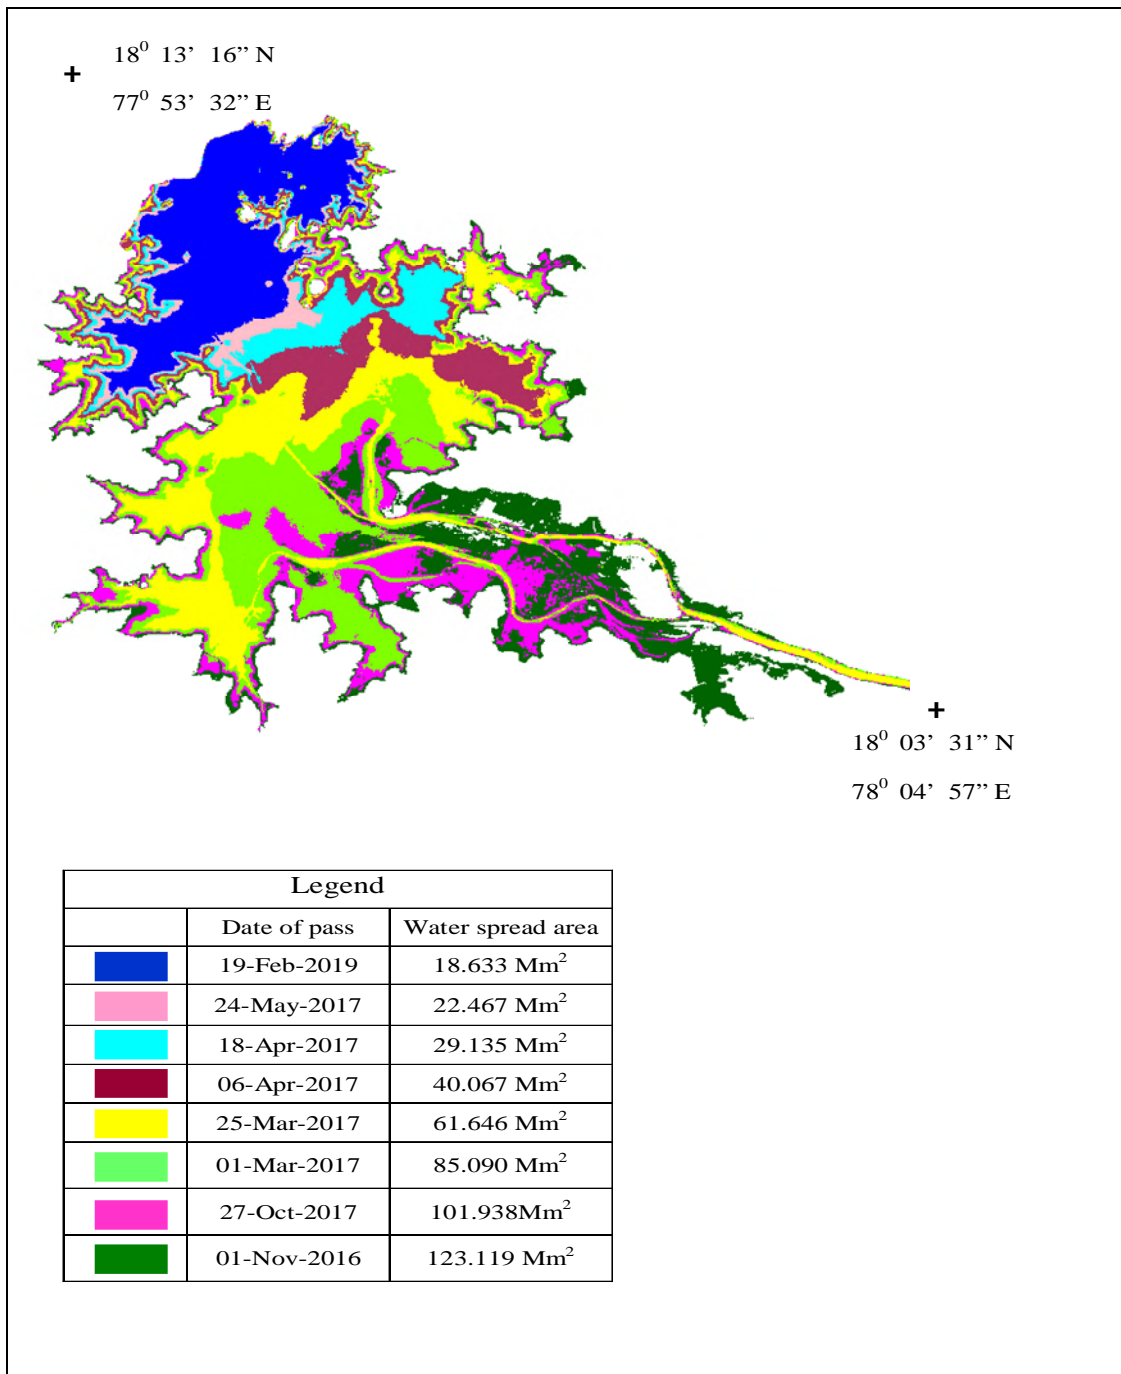 18⁰ 13’ 16” N
77⁰ 53’ 32” E
18⁰ 03’ 31” N
78⁰ 04’ 57” E
Legend
Date of pass Water spread area
19-Feb-2019 18.633 Mm²
24-May-2017 22.467 Mm²
18-Apr-2017 29.135 Mm²
06-Apr-2017 40.067 Mm²
25-Mar-2017 61.646 Mm²
01-Mar-2017 85.090 Mm²
27-Oct-2017 101.938Mm²
01-Nov-2016 123.119 Mm²